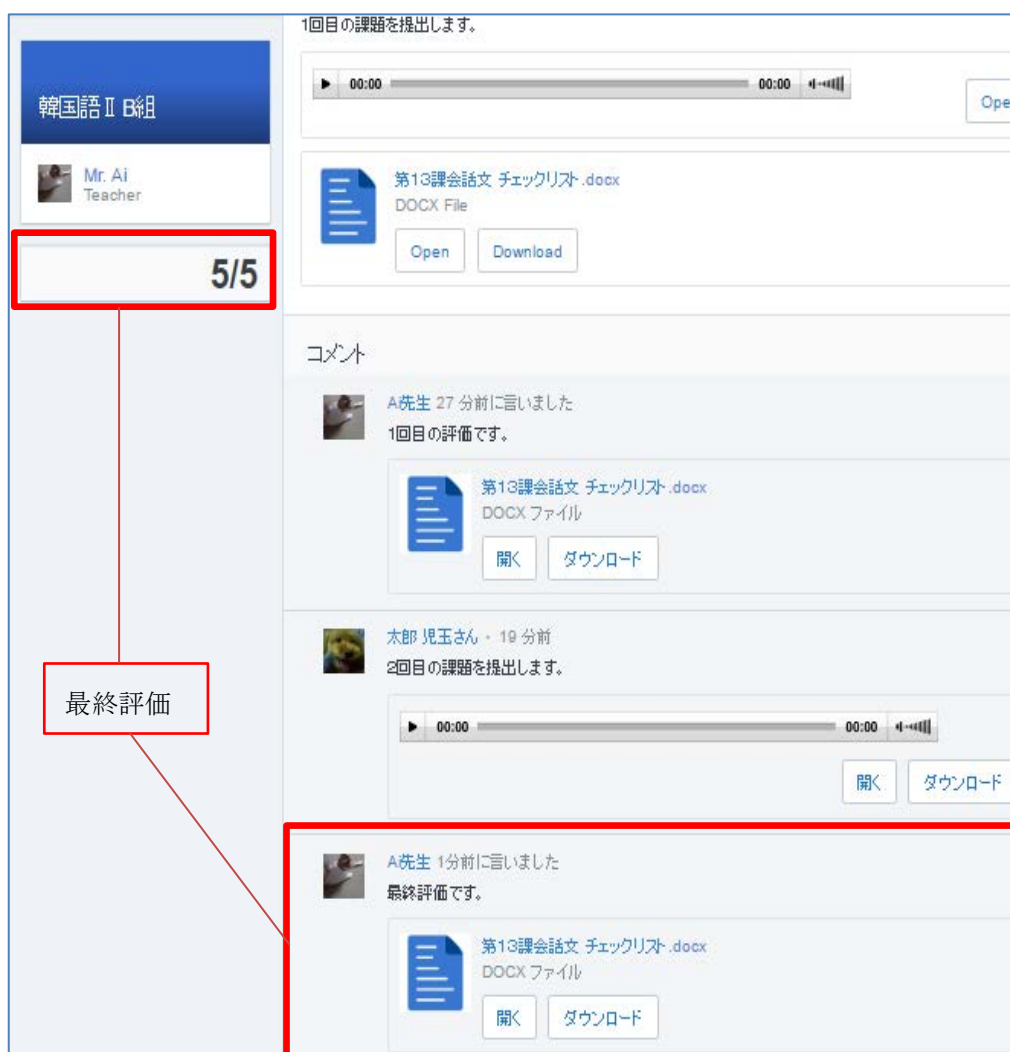 1回目の課題を提出します。
00:00 00:00
Ope
韓国語Ⅱ B組
Mr. Ai
Teacher
5/5
第13課会話文 チェックリスト.docx
DOCX File
Open Download
コメント
A先生 27 分前に言いました
1回目の評価です。
第13課会話文 チェックリスト.docx
DOCX ファイル
開く ダウンロード
太郎 児玉さん · 19 分前
2回目の課題を提出します。
00:00 00:00
開く ダウンロード
最終評価
A先生 1分前に言いました
最終評価です。
第13課会話文 チェックリスト.docx
DOCX ファイル
開く ダウンロード